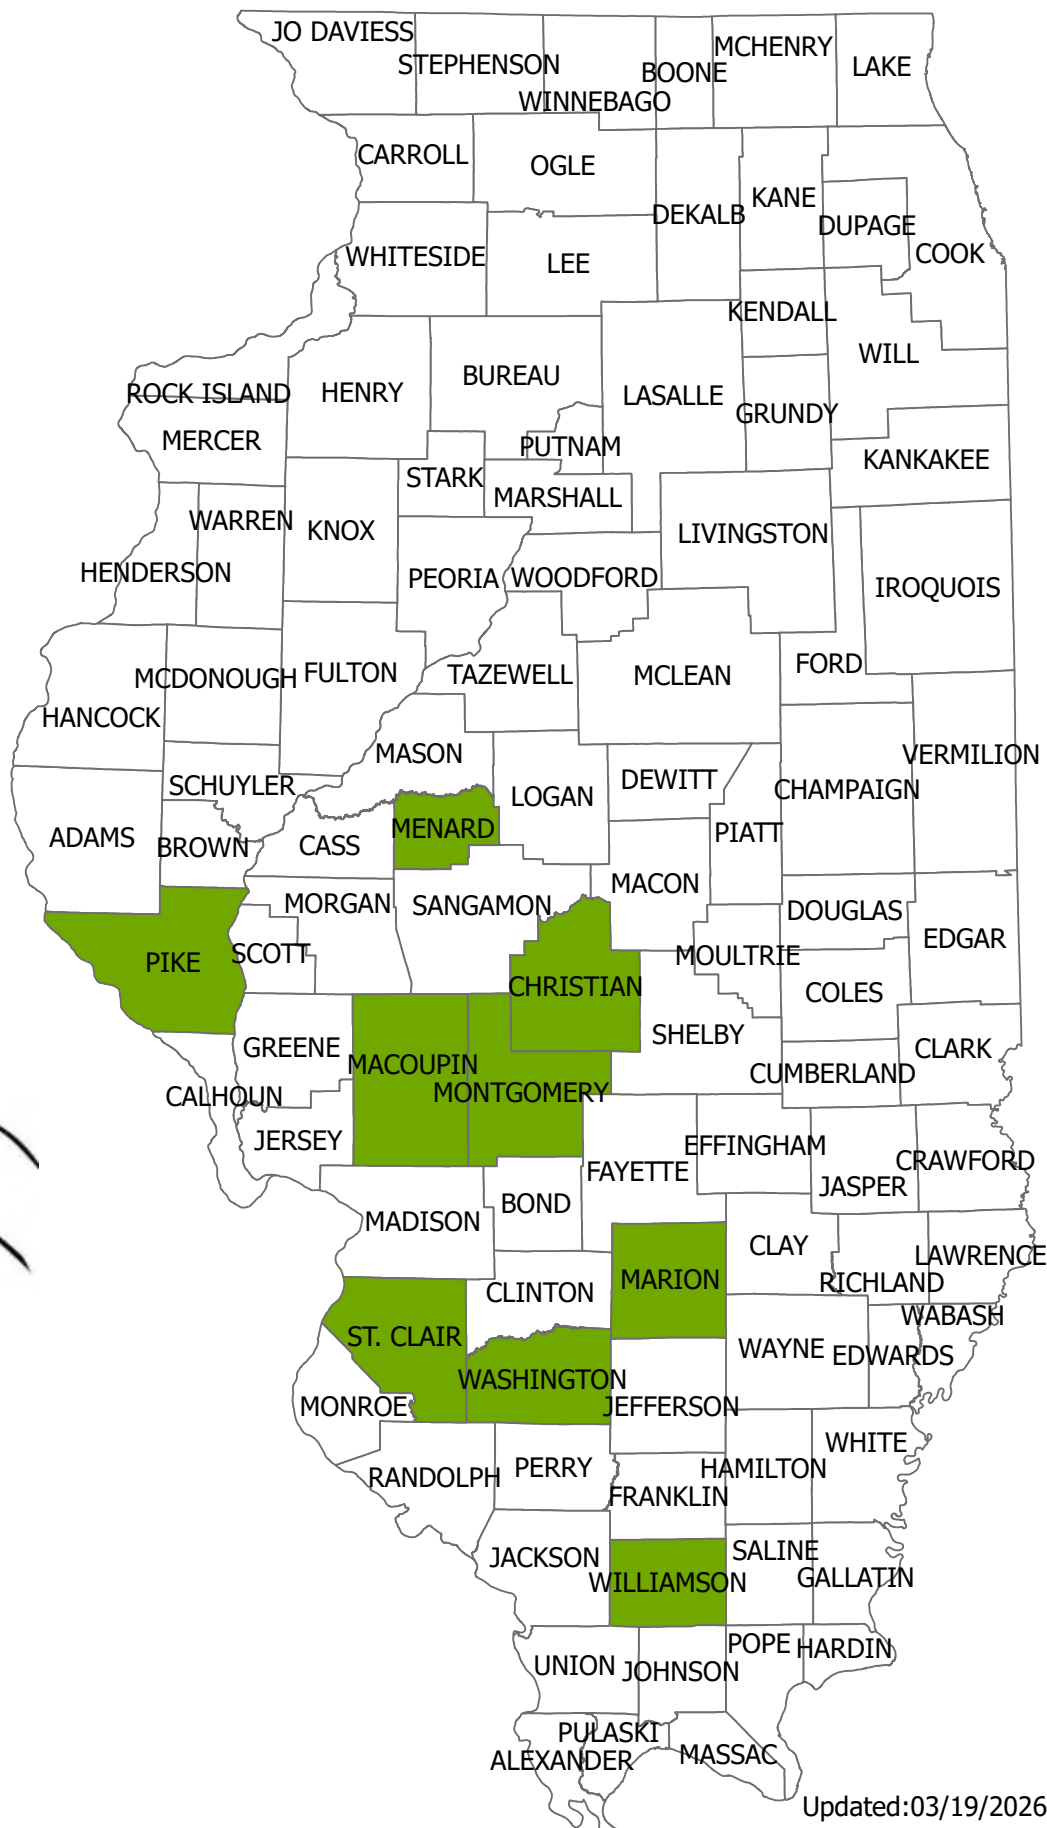 JO DAVIESS
STEPHENSON
WINNEBAGO
BOONE
MCHENRY
LAKE
CARROLL
OGLE
DEKALB
KANE
DUPAGE
COOK
WHITESIDE
LEE
KENDALL
WILL
ROCK ISLAND
HENRY
BUREAU
LASALLE
GRUNDY
MERCER
PUTNAM
KANKAKEE
STARK
MARSHALL
WARREN
KNOX
LIVINGSTON
HENDERSON
PEORIA
WOODFORD
IROQUOIS
HANCOCK
MCDONOUGH
FULTON
TAZEWELL
MCLEAN
FORD
MASON
VERMILION
SCHUYLER
LOGAN
DEWITT
CHAMPAIGN
ADAMS
BROWN
CASS
MENARD
PIATT
MACON
MORGAN
SANGAMON
DOUGLAS
PIKE
SCOTT
CHRISTIAN
MOULTRIE
EDGAR
COLES
GREENE
MACOUPIN
MONTGOMERY
SHELBY
CUMBERLAND
CLARK
CALHOUN
JERSEY
FAYETTE
EFFINGHAM
JASPER
CRAWFORD
MADISON
BOND
MARION
CLAY
RICHLAND
LAWRENCE
CLINTON
ST. CLAIR
WASHINGTON
WAYNE
EDWARDS
WABASH
MONROE
JEFFERSON
RANDOLPH
PERRY
FRANKLIN
HAMILTON
WHITE
JACKSON
WILLIAMSON
SALINE
GALLATIN
UNION
JOHNSON
POPE
HARDIN
PULASKI
ALEXANDER
MASSAC
Updated:03/19/2026